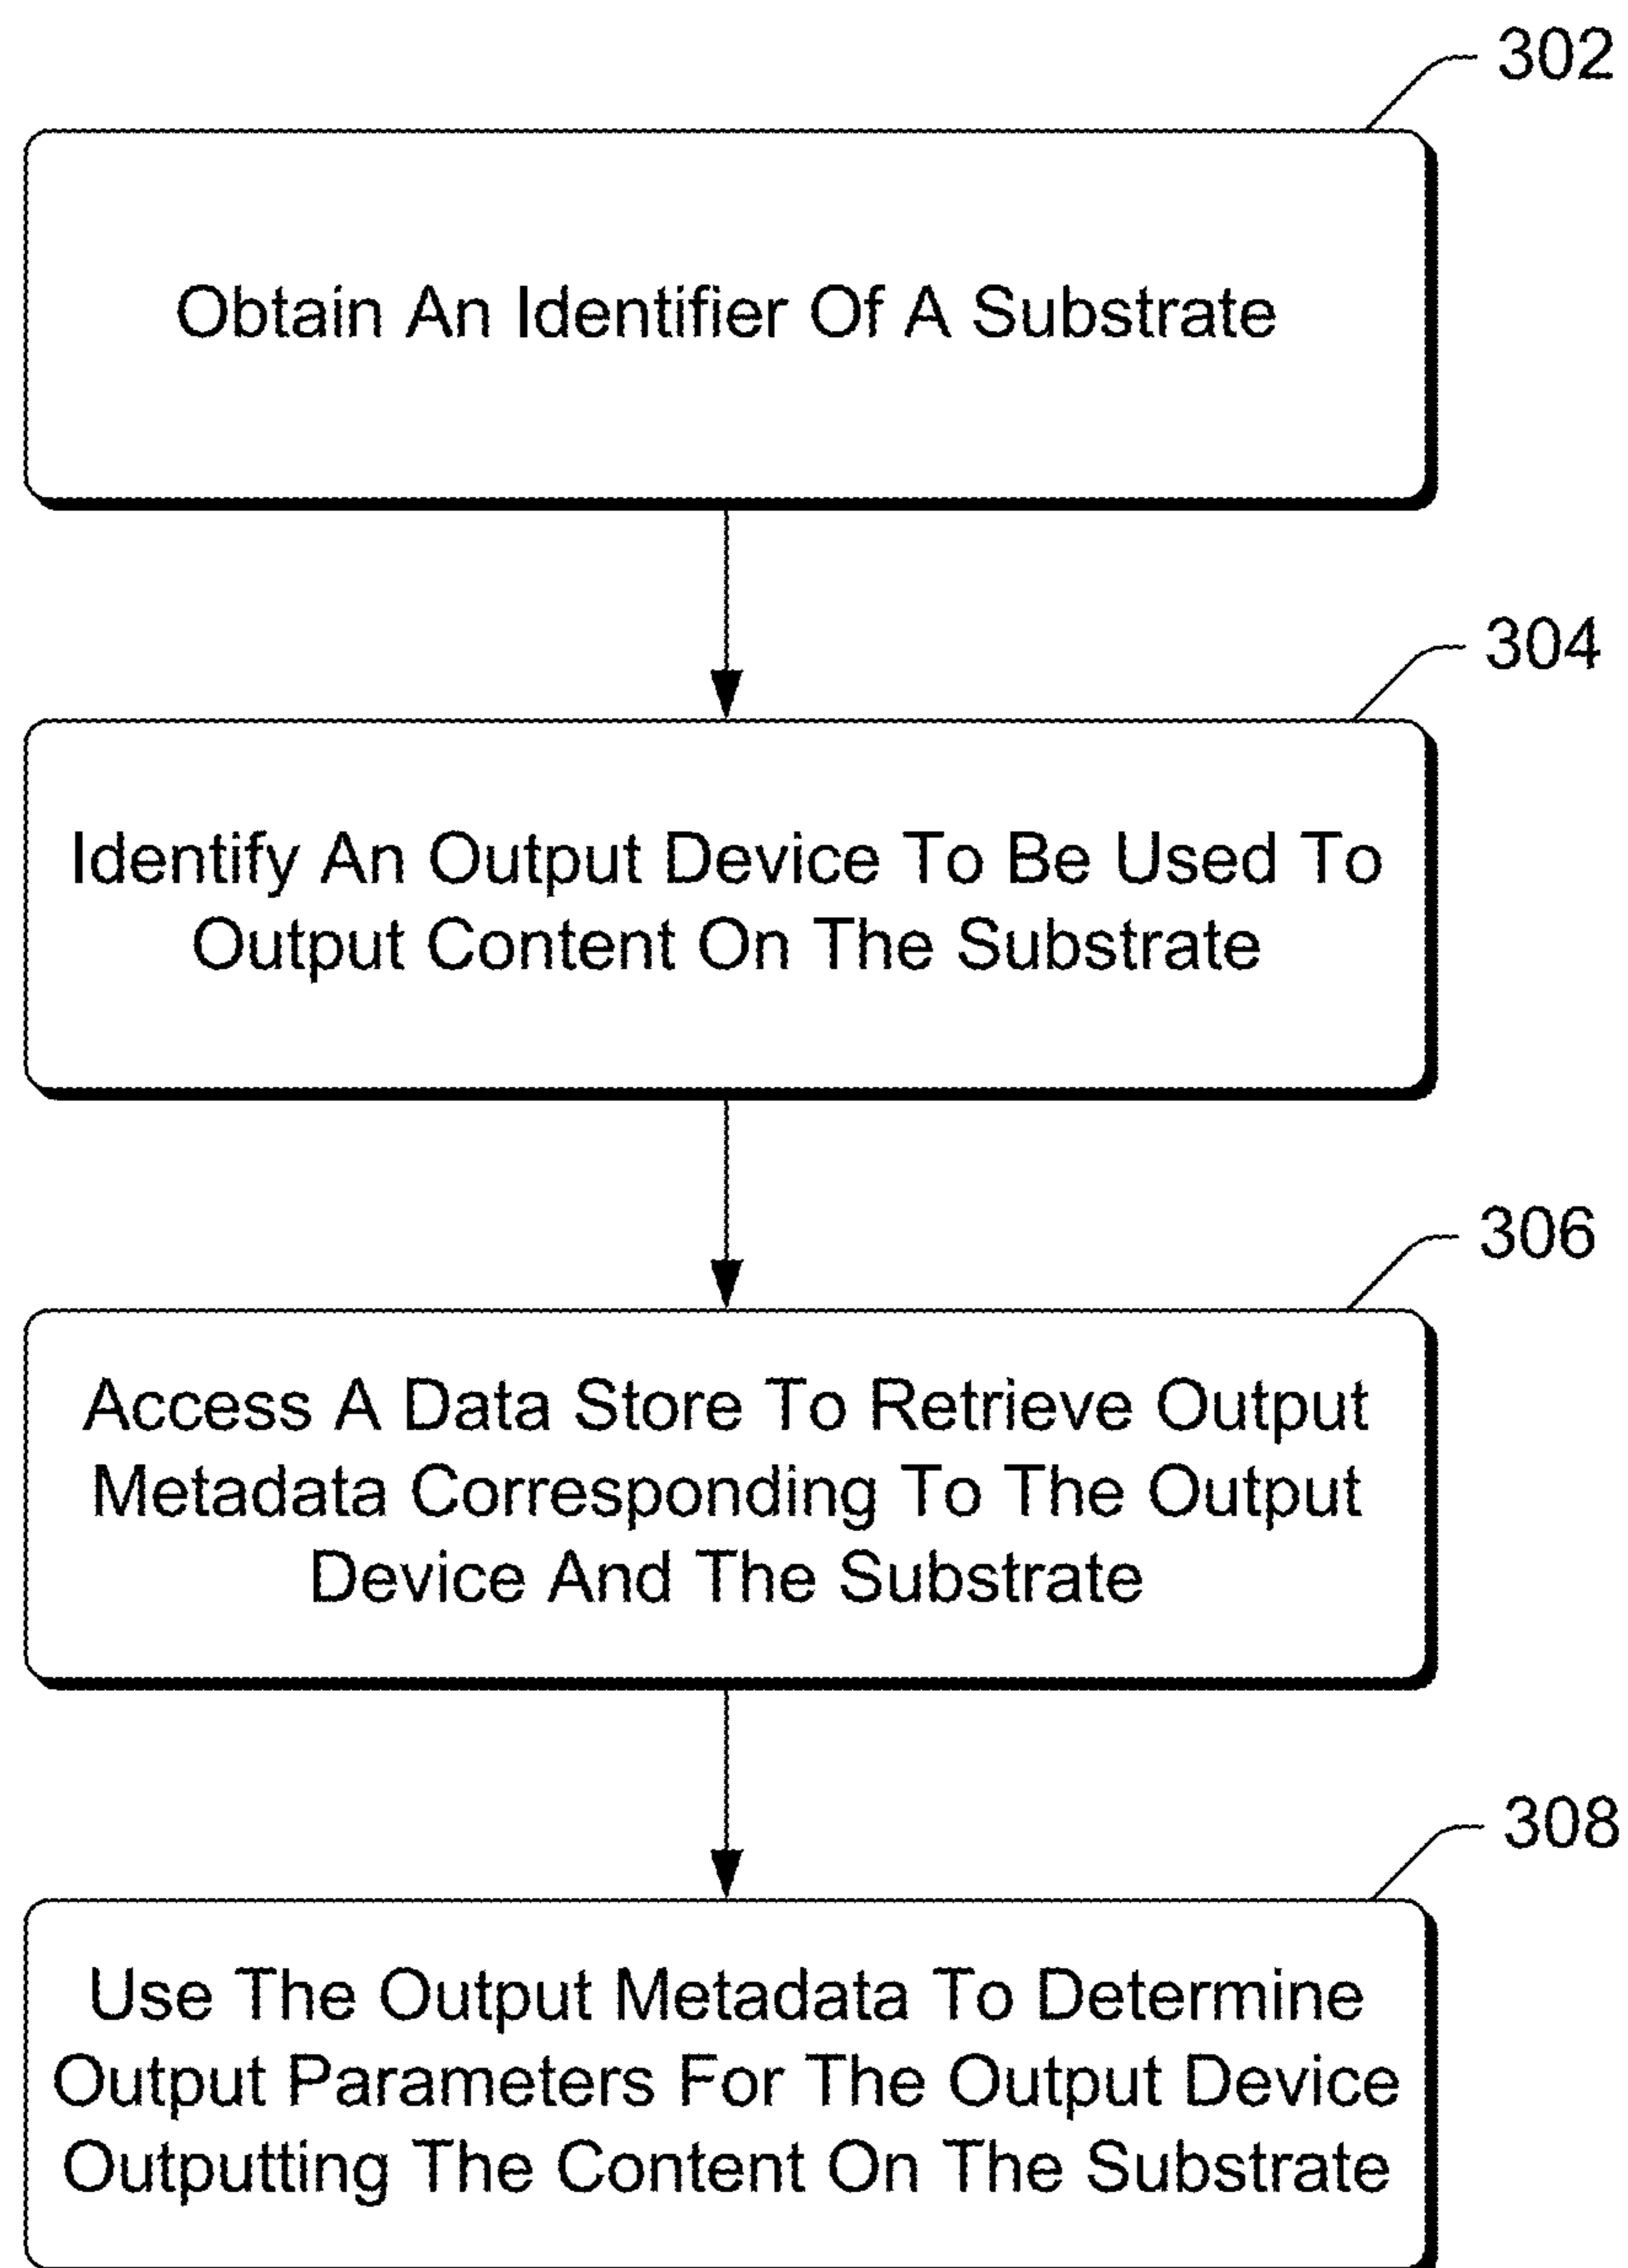 302
Obtain An Identifier Of A Substrate
304
Identify An Output Device To Be Used To
Output Content On The Substrate
306
Access A Data Store To Retrieve Output
Metadata Corresponding To The Output
Device And The Substrate
308
Use The Output Metadata To Determine
Output Parameters For The Output Device
Outputting The Content On The Substrate